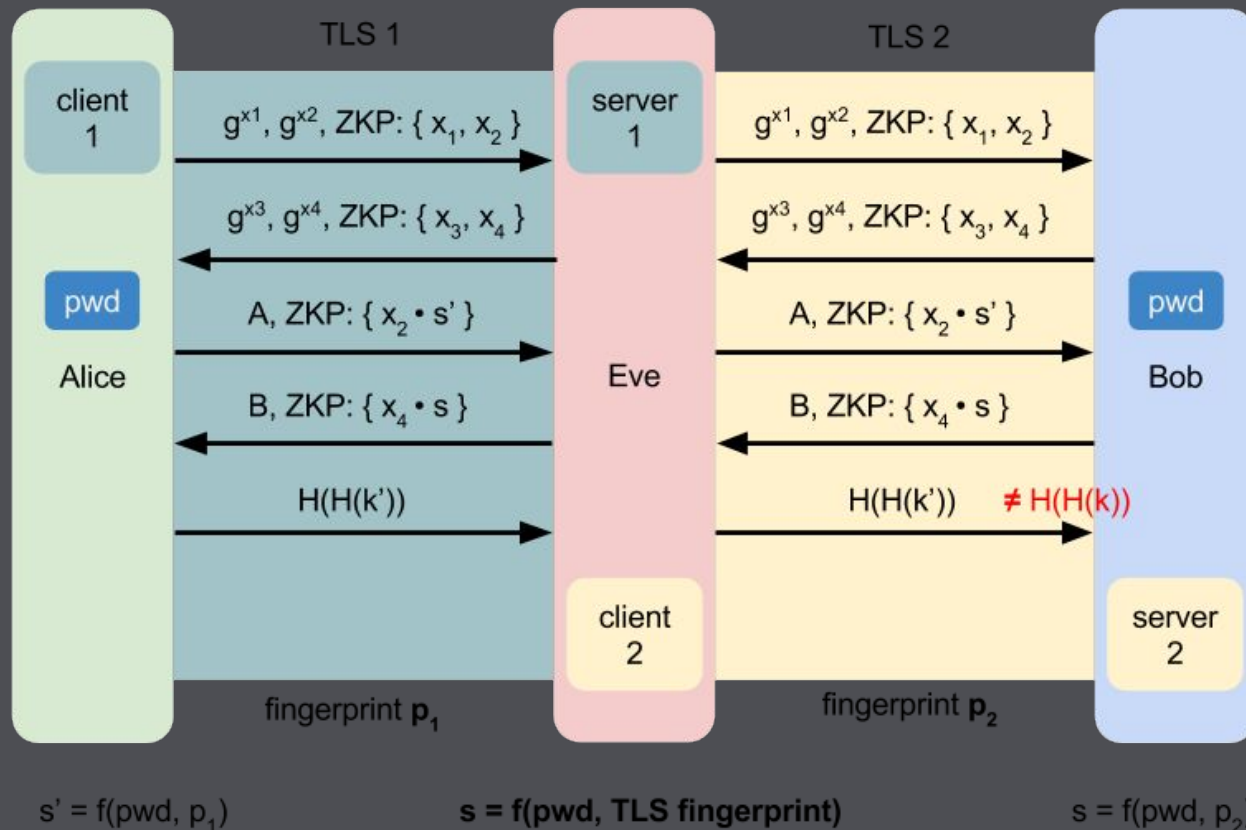 TLS 1
TLS 2
client
1
server
1
g^x1, g^x2, ZKP: { x₁, x₂ }
g^x1, g^x2, ZKP: { x₁, x₂ }
g^x3, g^x4, ZKP: { x₃, x₄ }
g^x3, g^x4, ZKP: { x₃, x₄ }
pwd
pwd
A, ZKP: { x₂ • s’ }
A, ZKP: { x₂ • s’ }
Alice
Eve
Bob
B, ZKP: { x₄ • s }
B, ZKP: { x₄ • s }
H(H(k’))
H(H(k’))
≠ H(H(k))
client
2
server
2
fingerprint p₁
fingerprint p₂
s’ = f(pwd, p₁)
s = f(pwd, TLS fingerprint)
s = f(pwd, p₂)